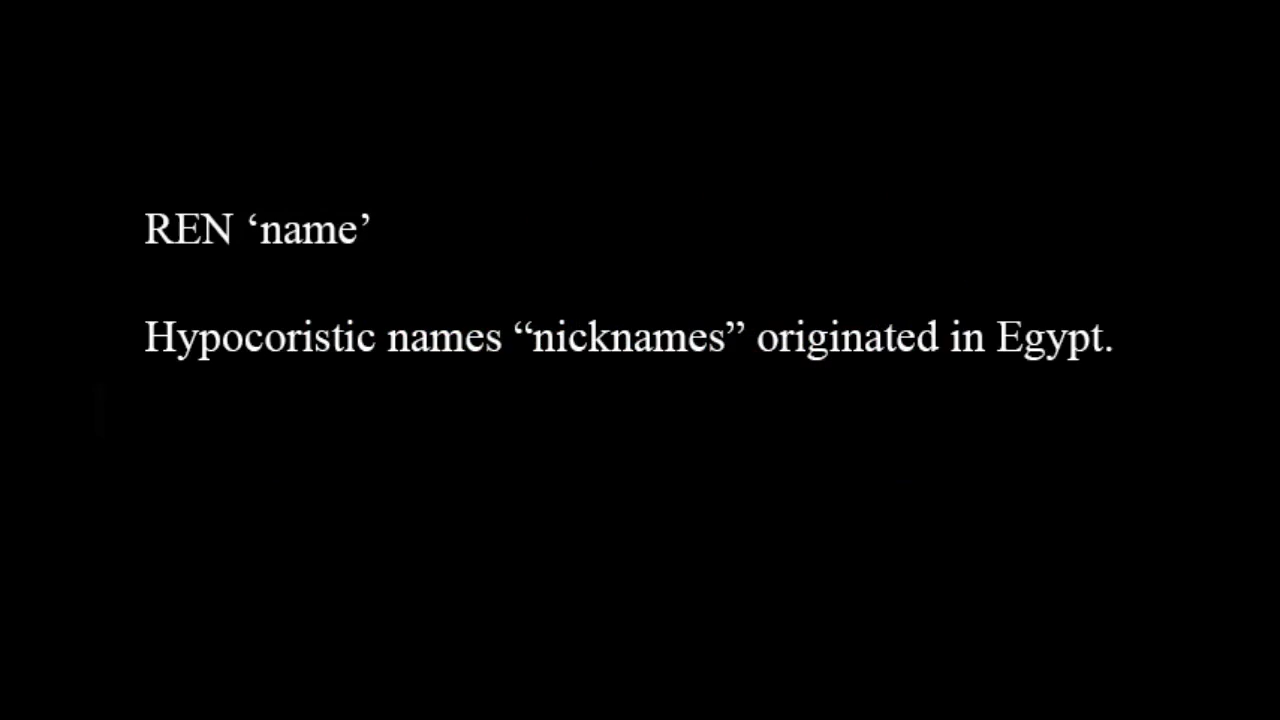 REN ‘name’
Hypocoristic names “nicknames” originated in Egypt.